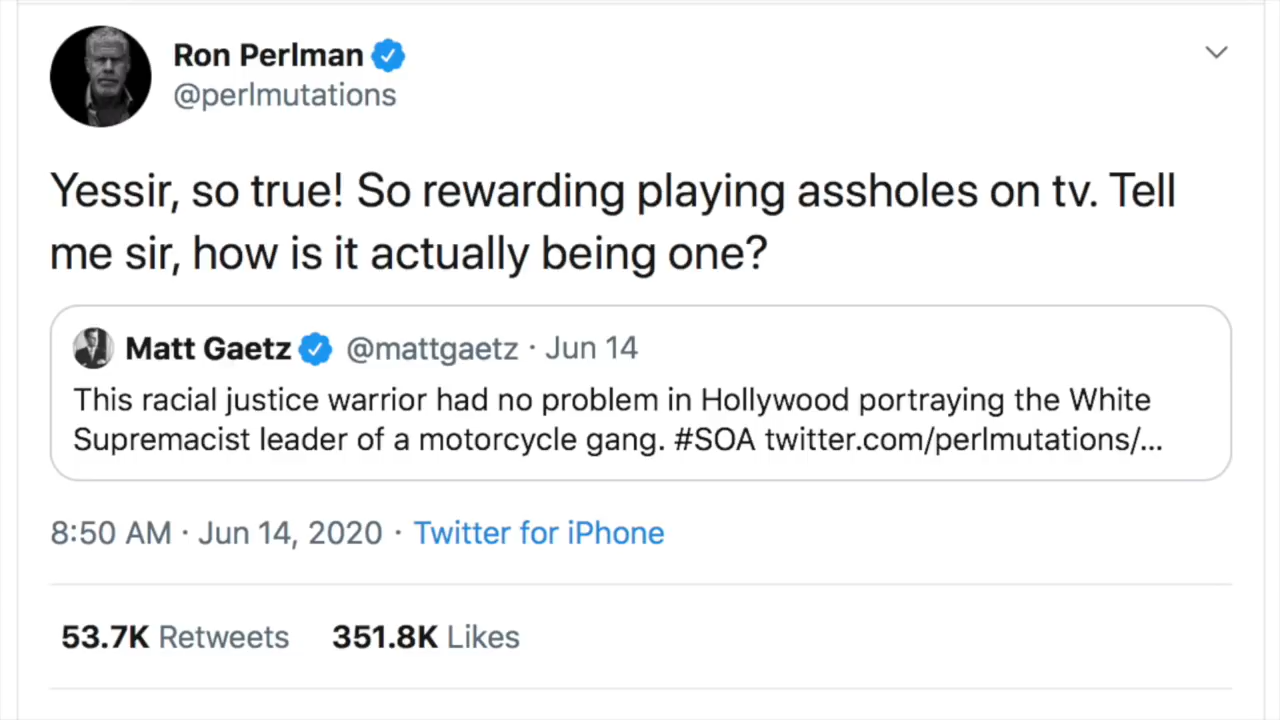 Ron Perlman
@perlmutations
Yessir, so true! So rewarding playing assholes on tv. Tell
me sir, how is it actually being one?
Matt Gaetz @mattgaetz · Jun 14
This racial justice warrior had no problem in Hollywood portraying the White
Supremacist leader of a motorcycle gang. #SOA twitter.com/perlmutations/...
8:50 AM · Jun 14, 2020 · Twitter for iPhone
53.7K Retweets 351.8K Likes